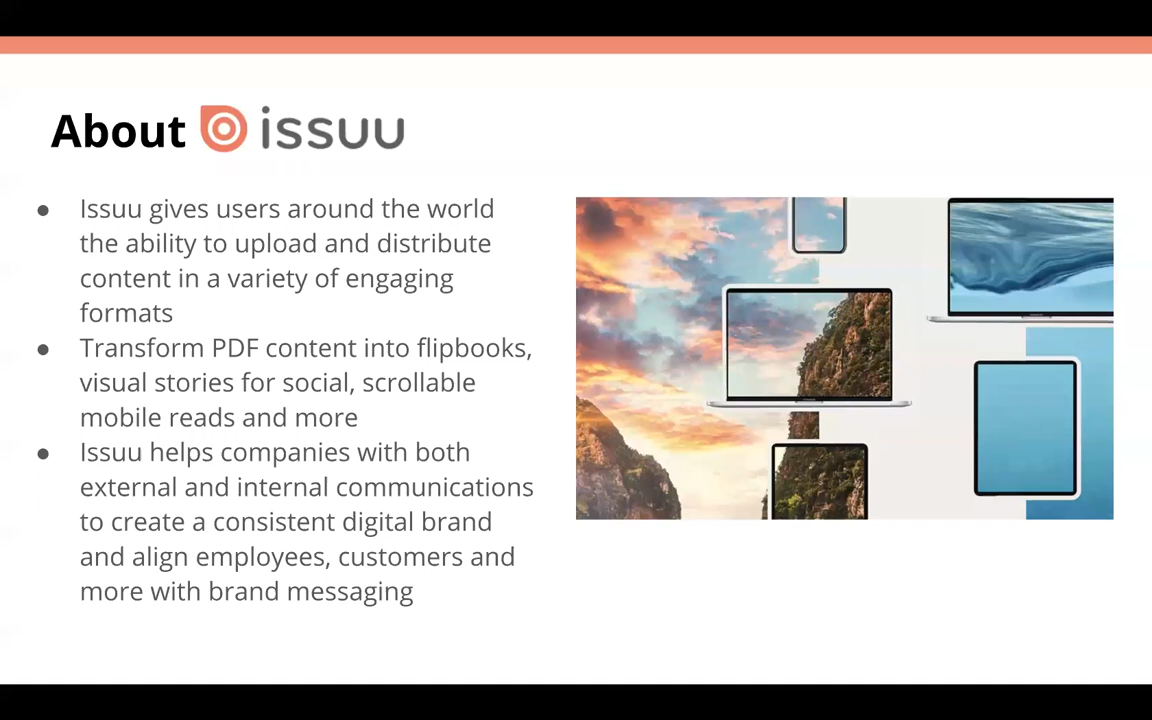 About issuu
● Issuu gives users around the world
the ability to upload and distribute
content in a variety of engaging
formats
● Transform PDF content into flipbooks,
visual stories for social, scrollable
mobile reads and more
● Issuu helps companies with both
external and internal communications
to create a consistent digital brand
and align employees, customers and
more with brand messaging